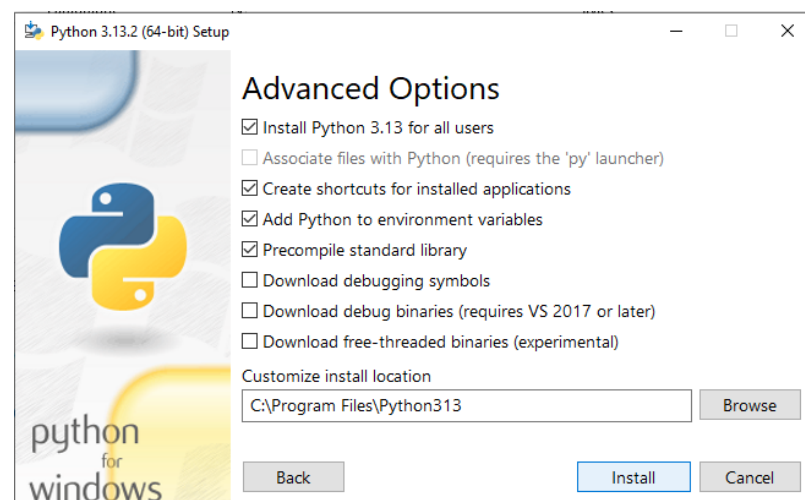 Python 3.13.2 (64-bit) Setup
Advanced Options
Install Python 3.13 for all users
Associate files with Python (requires the 'py' launcher)
Create shortcuts for installed applications
Add Python to environment variables
Precompile standard library
Download debugging symbols
Download debug binaries (requires VS 2017 or later)
Download free-threaded binaries (experimental)
Customize install location
C:\Program Files\Python313
Browse
python
for
windows
Back
Install
Cancel